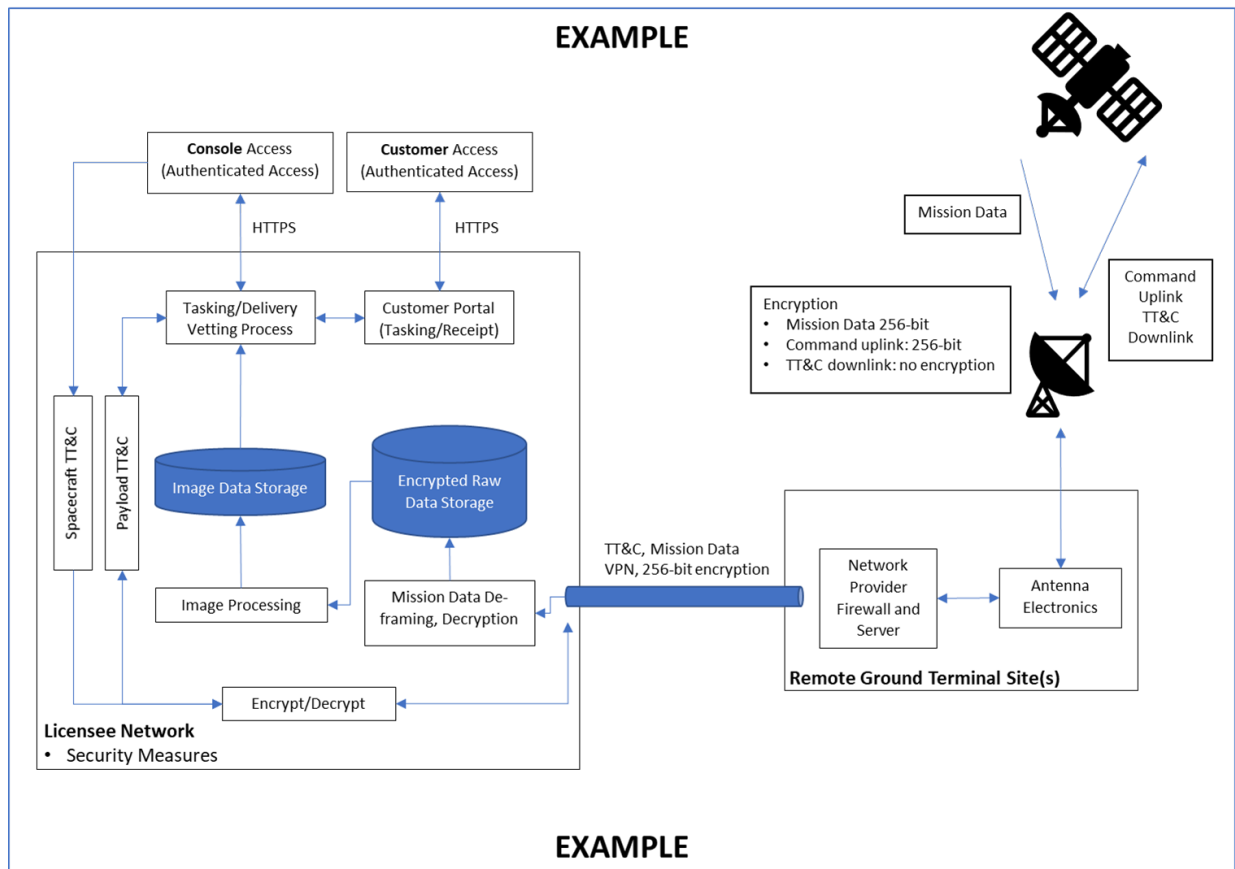 EXAMPLE
Console Access
(Authenticated Access)
Customer Access
(Authenticated Access)
HTTPS
HTTPS
Mission Data
Command
Uplink
TT&C
Downlink
Encryption
• Mission Data 256-bit
• Command uplink: 256-bit
• TT&C downlink: no encryption
Tasking/Delivery
Vetting Process
Customer Portal
(Tasking/Receipt)
Spacecraft TT&C
Payload TT&C
Image Data Storage
Encrypted Raw
Data Storage
Image Processing
Mission Data De-
framing, Decryption
TT&C, Mission Data
VPN, 256-bit encryption
Network
Provider
Firewall and
Server
Antenna
Electronics
Remote Ground Terminal Site(s)
Encrypt/Decrypt
Licensee Network
• Security Measures
EXAMPLE